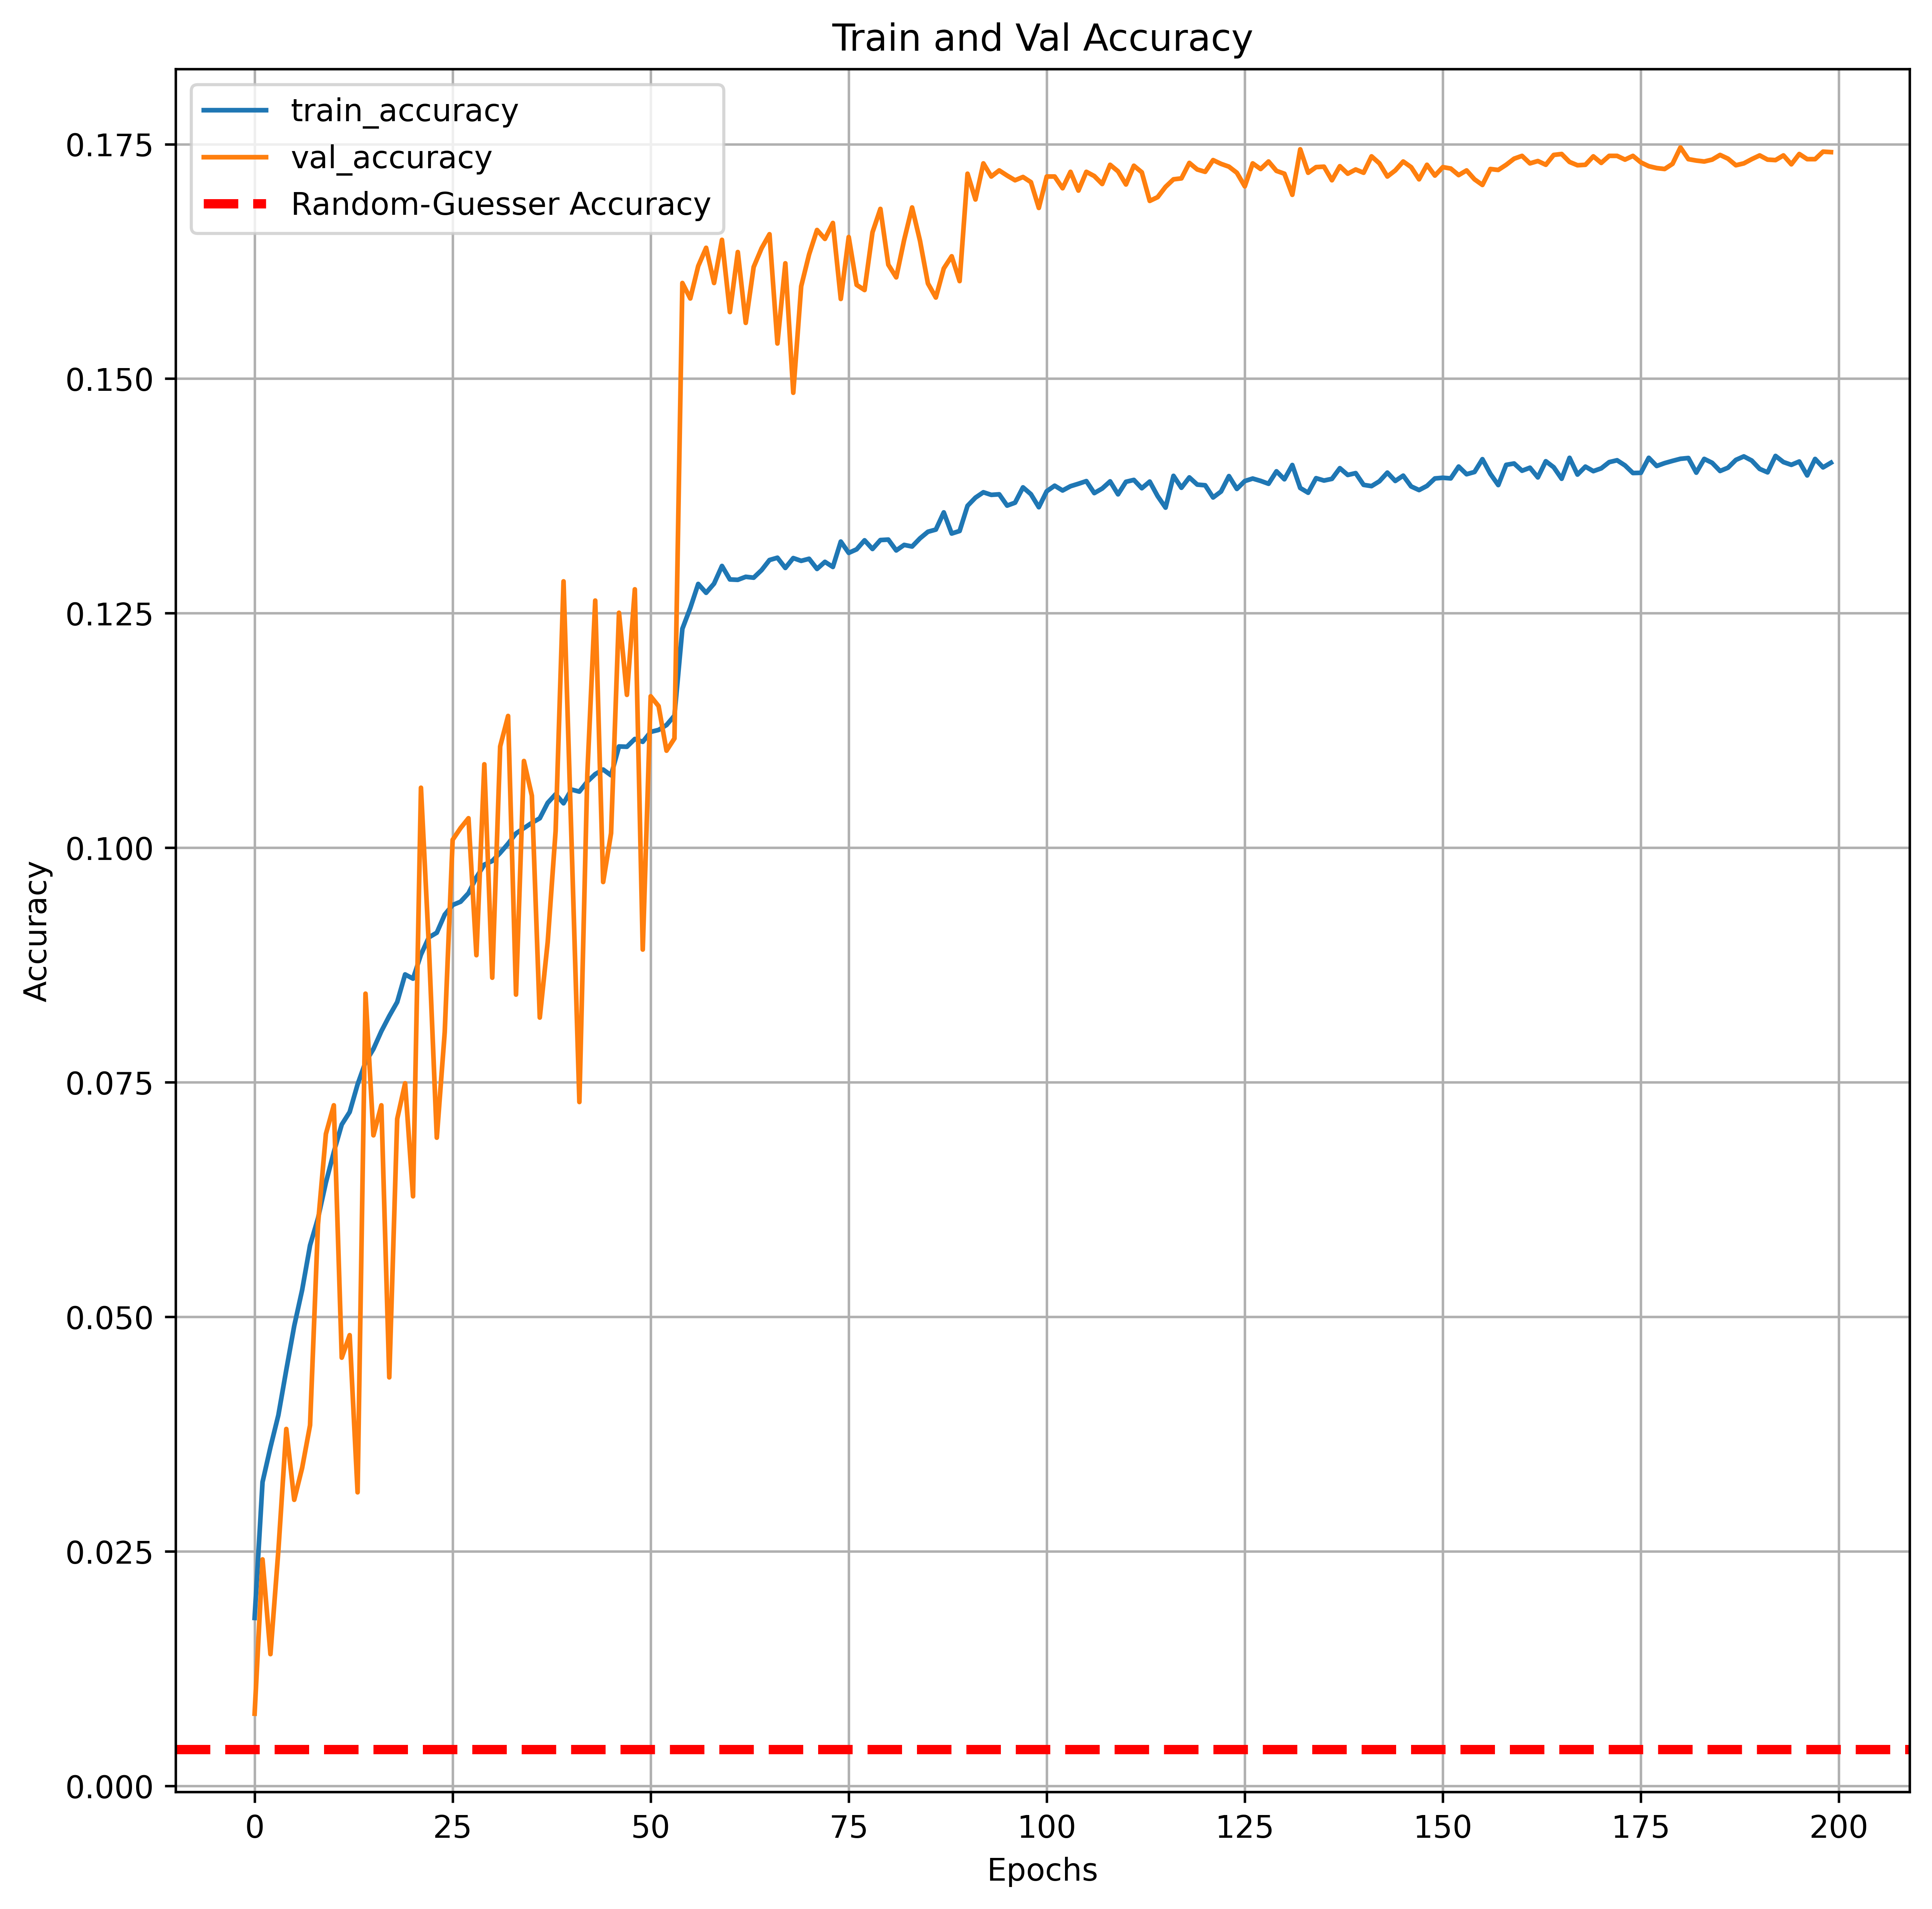 Train and Val Accuracy
train_accuracy
val_accuracy
Random-Guesser Accuracy
0.175
0.150
0.125
0.100
0.075
0.050
0.025
0.000
Accuracy
0 25 50 75 100 125 150 175 200
Epochs